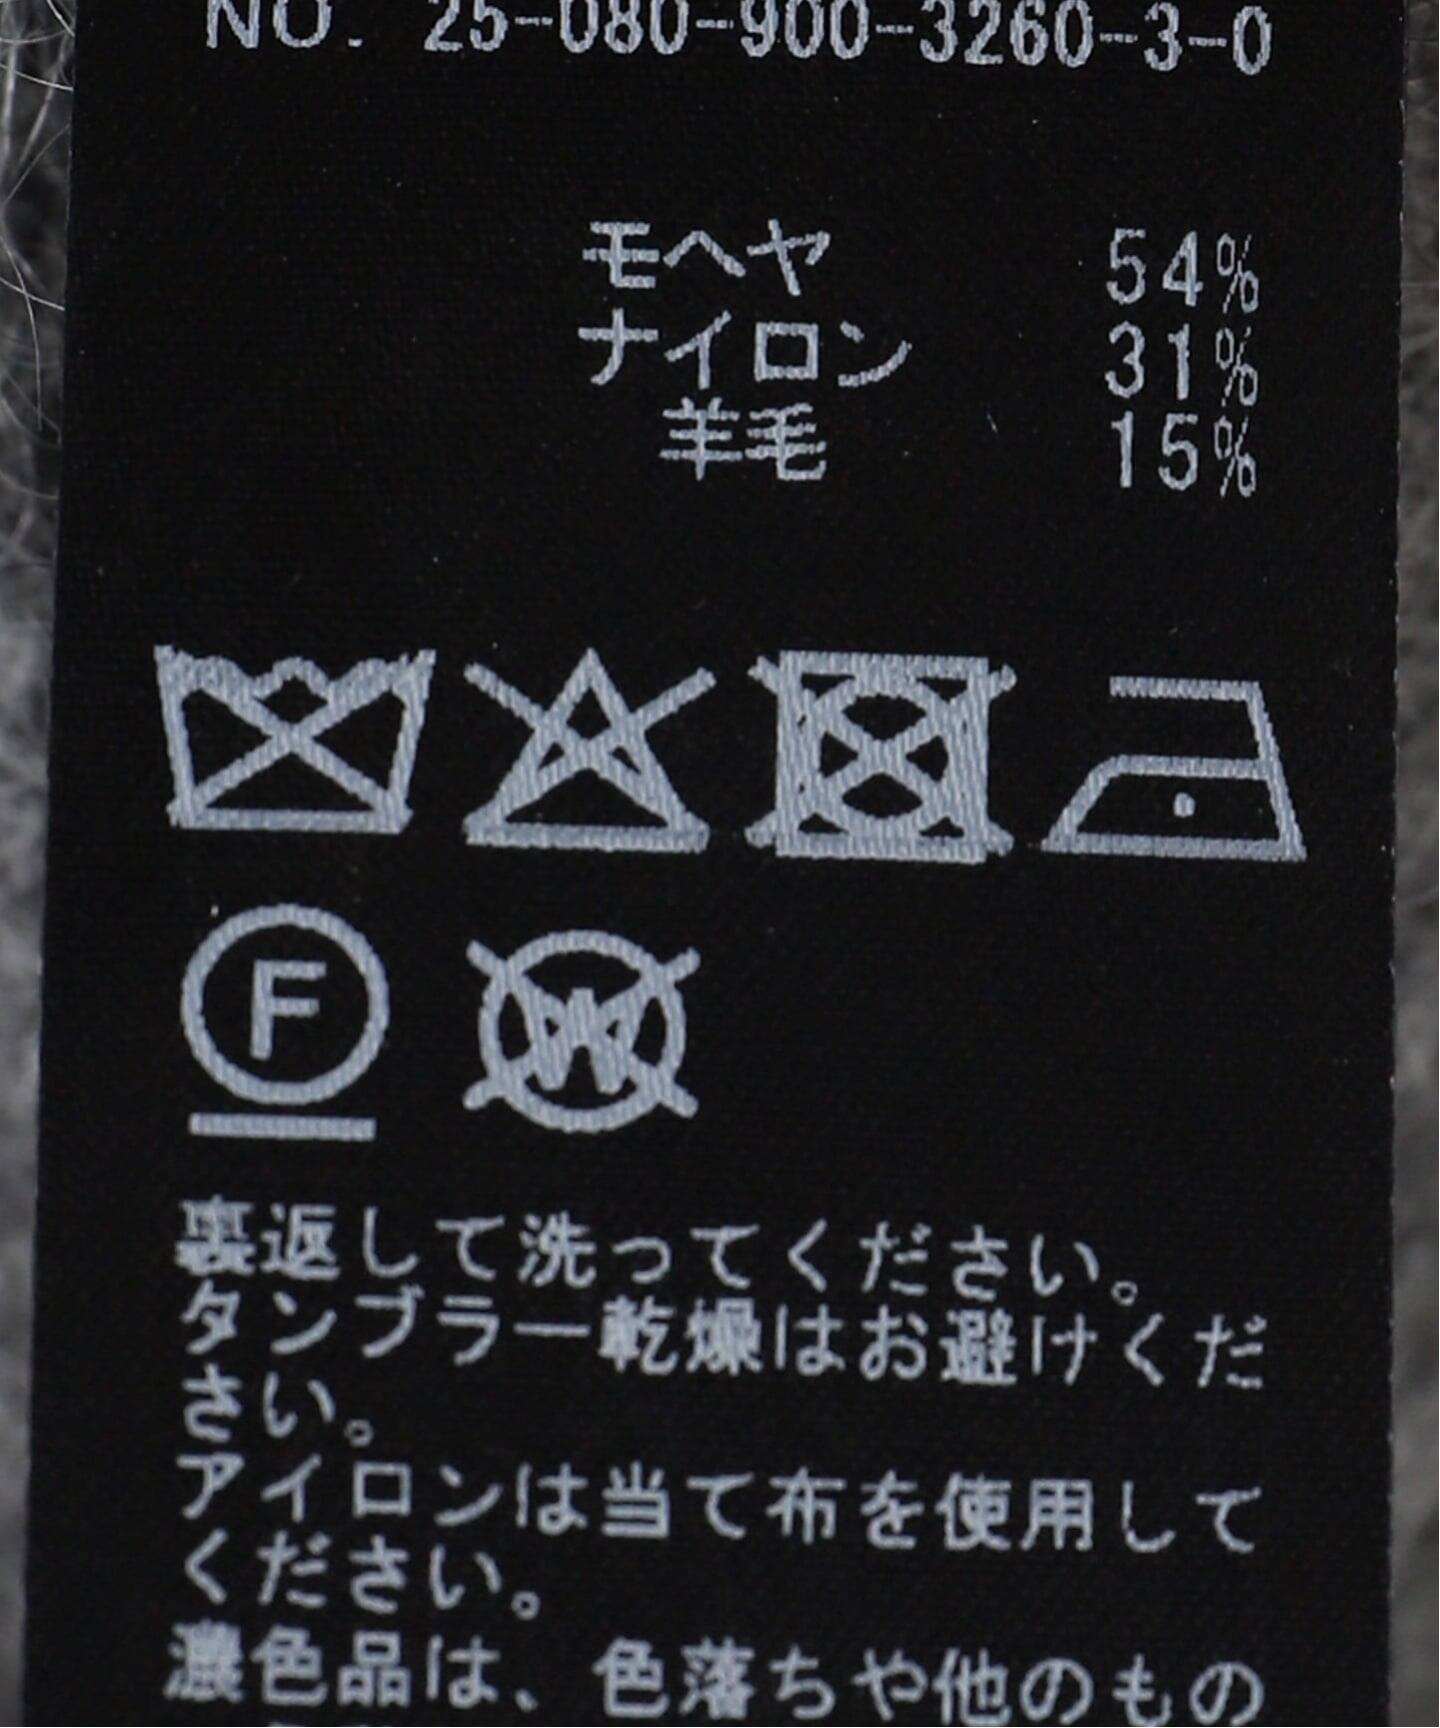 NO. 25-080-900-3260-3-0
モヘヤ 54%
ナイロン 31%
羊毛 15%
F W
裏返して洗ってください。
タンブラー乾燥はお避けくだ
さい。
アイロンは当て布を使用して
ください。
濃色品は、色落ちや他のもの